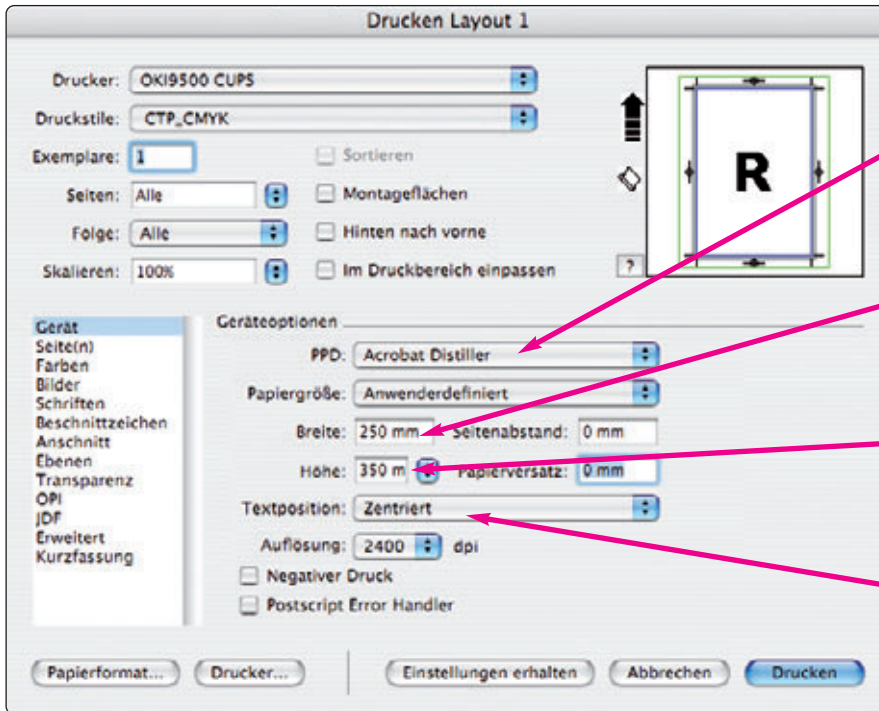 Drucken Layout 1
Drucker: OKI9500 CUPS
Druckstile: CTP_CMYK
Exemplare: 1
Sortieren
Seiten: Alle
Montageflächen
Folge: Alle
Hinten nach vorne
Skalieren: 100%
Im Druckbereich einpassen
R
?
Gerät
Seite(n)
Farben
Bilder
Schriften
Beschnittzeichen
Anschnitt
Ebenen
Transparenz
OPI
JDF
Erweitert
Kurzfassung
Geräteoptionen
PPD: Acrobat Distiller
Papiergröße: Anwenderdefiniert
Breite: 250 mm Seitenabstand: 0 mm
Höhe: 350 m Papierversatz: 0 mm
Textposition: Zentriert
Auflösung: 2400 dpi
Negativer Druck
Postscript Error Handler
Papierformat... Drucker... Einstellungen erhalten Abbrechen Drucken